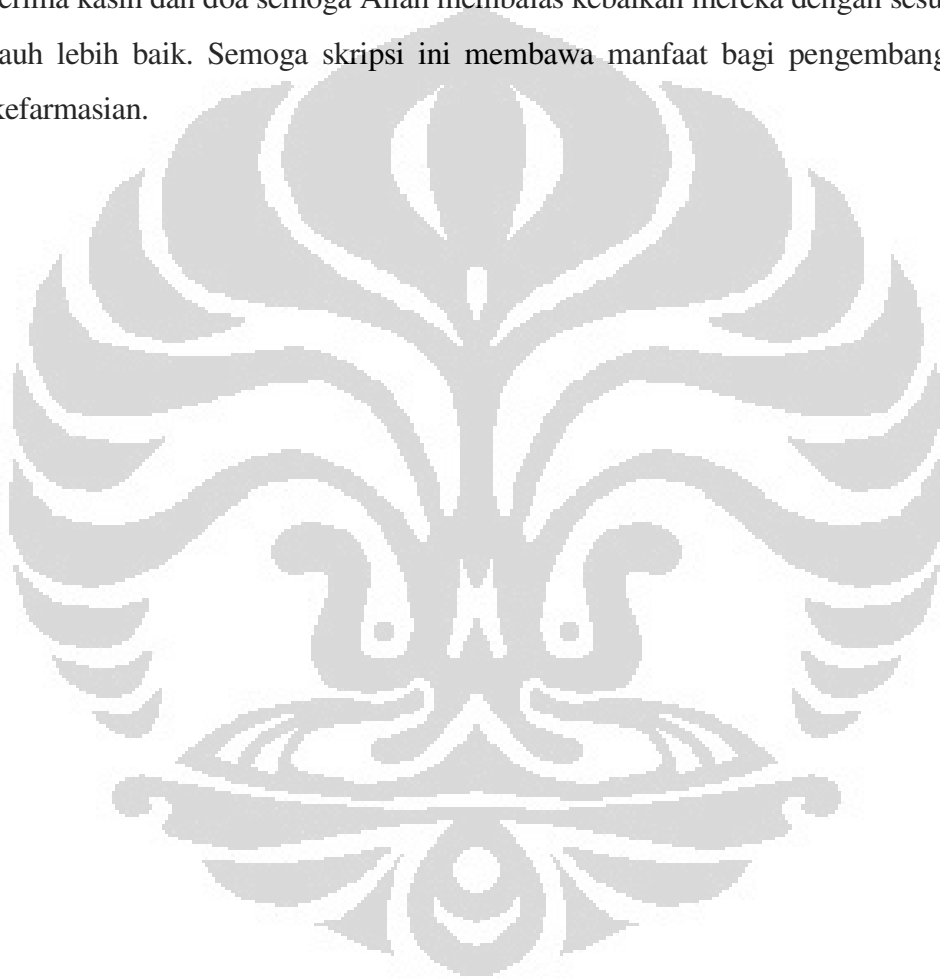 erima kasih dan doa semoga Allah membalas kebaikan mereka dengan sesu
auh lebih baik. Semoga skripsi ini membawa manfaat bagi pengembang
kefarmasian.